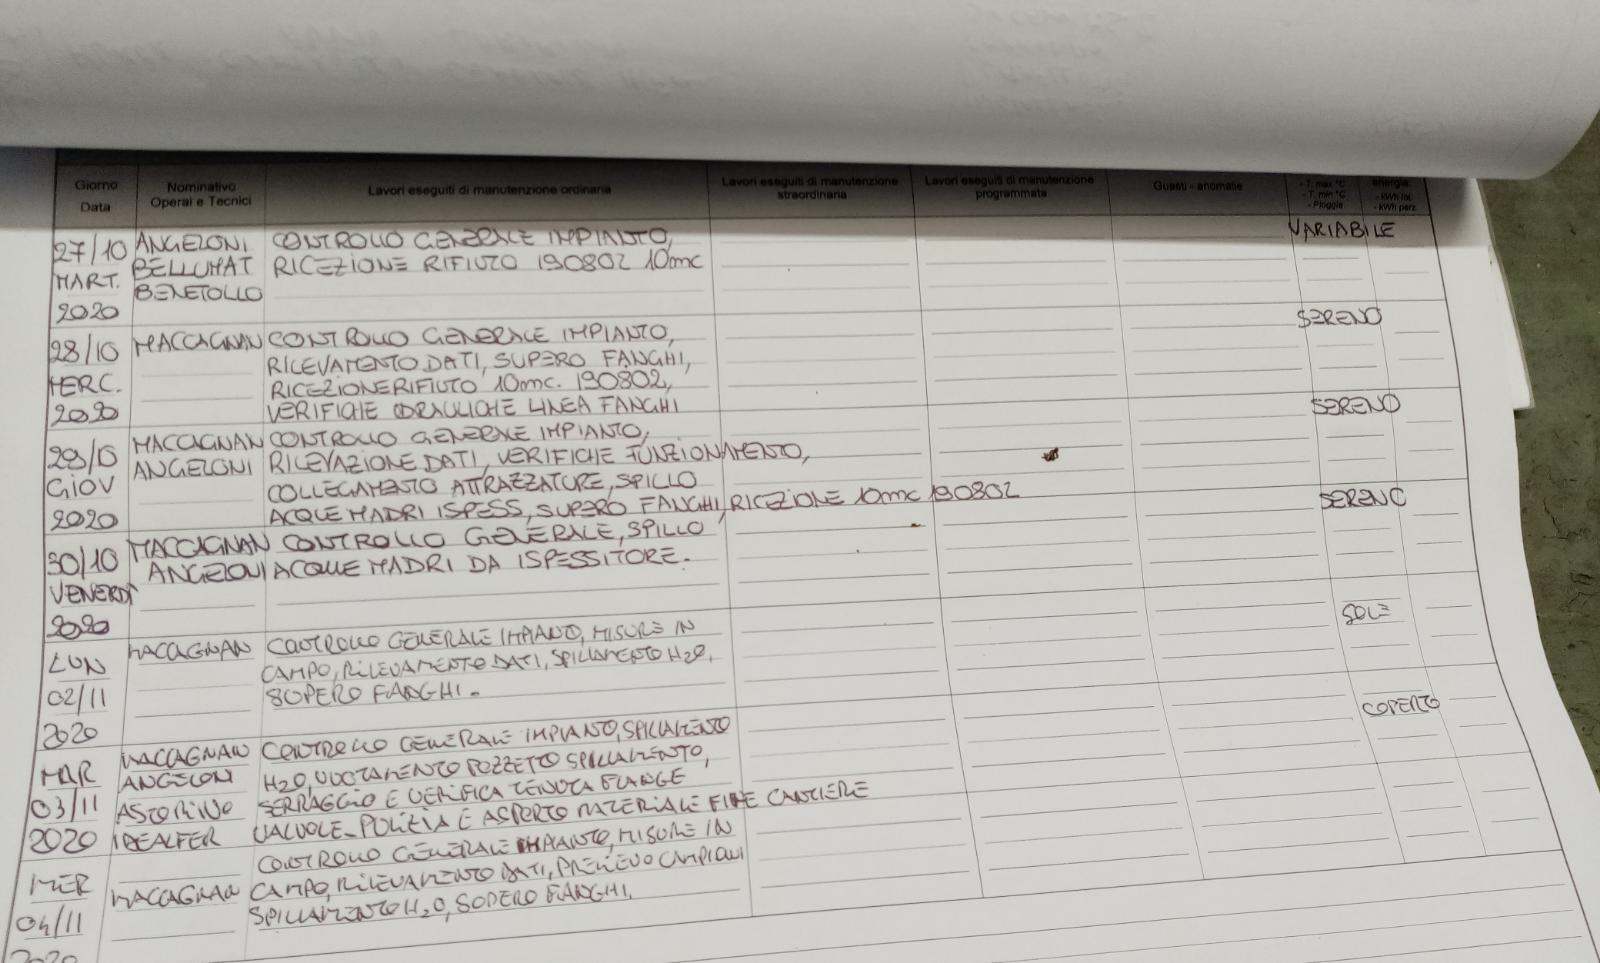 Giorno
Data
Nominativo
Operai e Tecnici
Lavori eseguiti di manutenzione ordinaria
Lavori eseguiti di manutenzione
straordinaria
Lavori eseguiti di manutenzione
programmata
Guasti - anomalie
- T. max °C
- T. min °C
- Pioggia
energia:
- kWh tot.
- kWh parz.
27/10
MART.
2020
ANGELONI
BELLUMAT
BENETOLLO
CONTROLLO GENERALE IMPIANTO,
RICEZIONE RIFIUTO 190802 10mc
VARIABILE
28/10
MERC.
2020
MACCAGNAN
CONTROLLO GENERALE IMPIANTO,
RILEVAMENTO DATI, SUPERO FANGHI,
RICEZIONE RIFIUTO 10mc. 190802,
VERIFICHE IDRAULICHE LINEA FANGHI
SERENO
29/10
GIOV
2020
MACCAGNAN
ANGELONI
CONTROLLO GENERALE IMPIANTO,
RILEVAZIONE DATI, VERIFICHE FUNZIONAMENTO,
COLLEGAMENTO ATTRAZZATURE, SPILLO
ACQUE MADRI ISPESS, SUPERO FANGHI, RICEZIONE 10mc 190802
SERENO
30/10
VENERDÌ
2020
MACCAGNAN
ANGELONI
CONTROLLO GENERALE, SPILLO
ACQUE MADRI DA ISPESSITORE.
SERENO
LUN
02/11
2020
MACCAGNAN
CONTROLLO GENERALE IMPIANTO, MISURE IN
CAMPO, RILEVAMENTO DATI, SPILLAMENTO H2O,
SUPERO FANGHI.
SOLE
MAR
03/11
2020
MACCAGNAN
ANGELONI
ASTORINO
IDEALFER
CONTROLLO GENERALE IMPIANTO, SPILLAMENTO
H2O, VUOTAMENTO POZZETTO SPILLAMENTO,
SERRAGGIO E VERIFICA TENUTA FLANGE
VALVOLE_ PULIZIA E ASPORTO MATERIALE FINE CANTIERE
COPERTO
MER
04/11
2020
MACCAGNAN
CONTROLLO GENERALE IMPIANTO, MISURE IN
CAMPO, RILEVAMENTO DATI, PRELIEVO CAMPIONI
SPILLAMENTO H2O, SUPERO FANGHI.